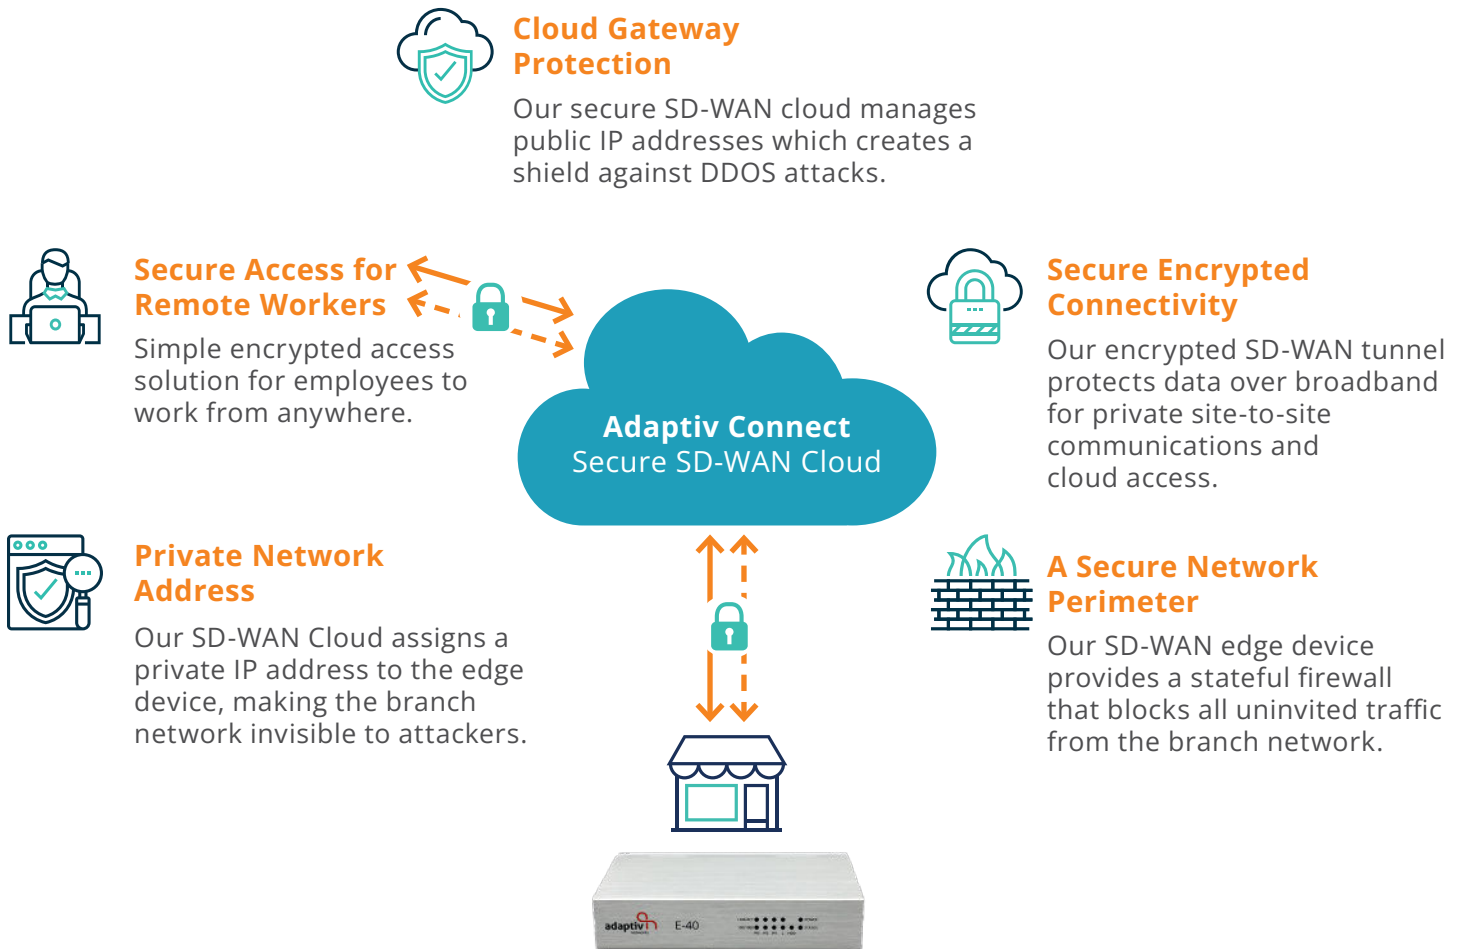 Cloud Gateway
Protection
Our secure SD-WAN cloud manages
public IP addresses which creates a
shield against DDOS attacks.
Secure Access for
Remote Workers
Simple encrypted access
solution for employees to
work from anywhere.
Secure Encrypted
Connectivity
Our encrypted SD-WAN tunnel
protects data over broadband
for private site-to-site
communications and
cloud access.
Adaptiv Connect
Secure SD-WAN Cloud
Private Network
Address
Our SD-WAN Cloud assigns a
private IP address to the edge
device, making the branch
network invisible to attackers.
A Secure Network
Perimeter
Our SD-WAN edge device
provides a stateful firewall
that blocks all uninvited traffic
from the branch network.
adaptiv
E-40